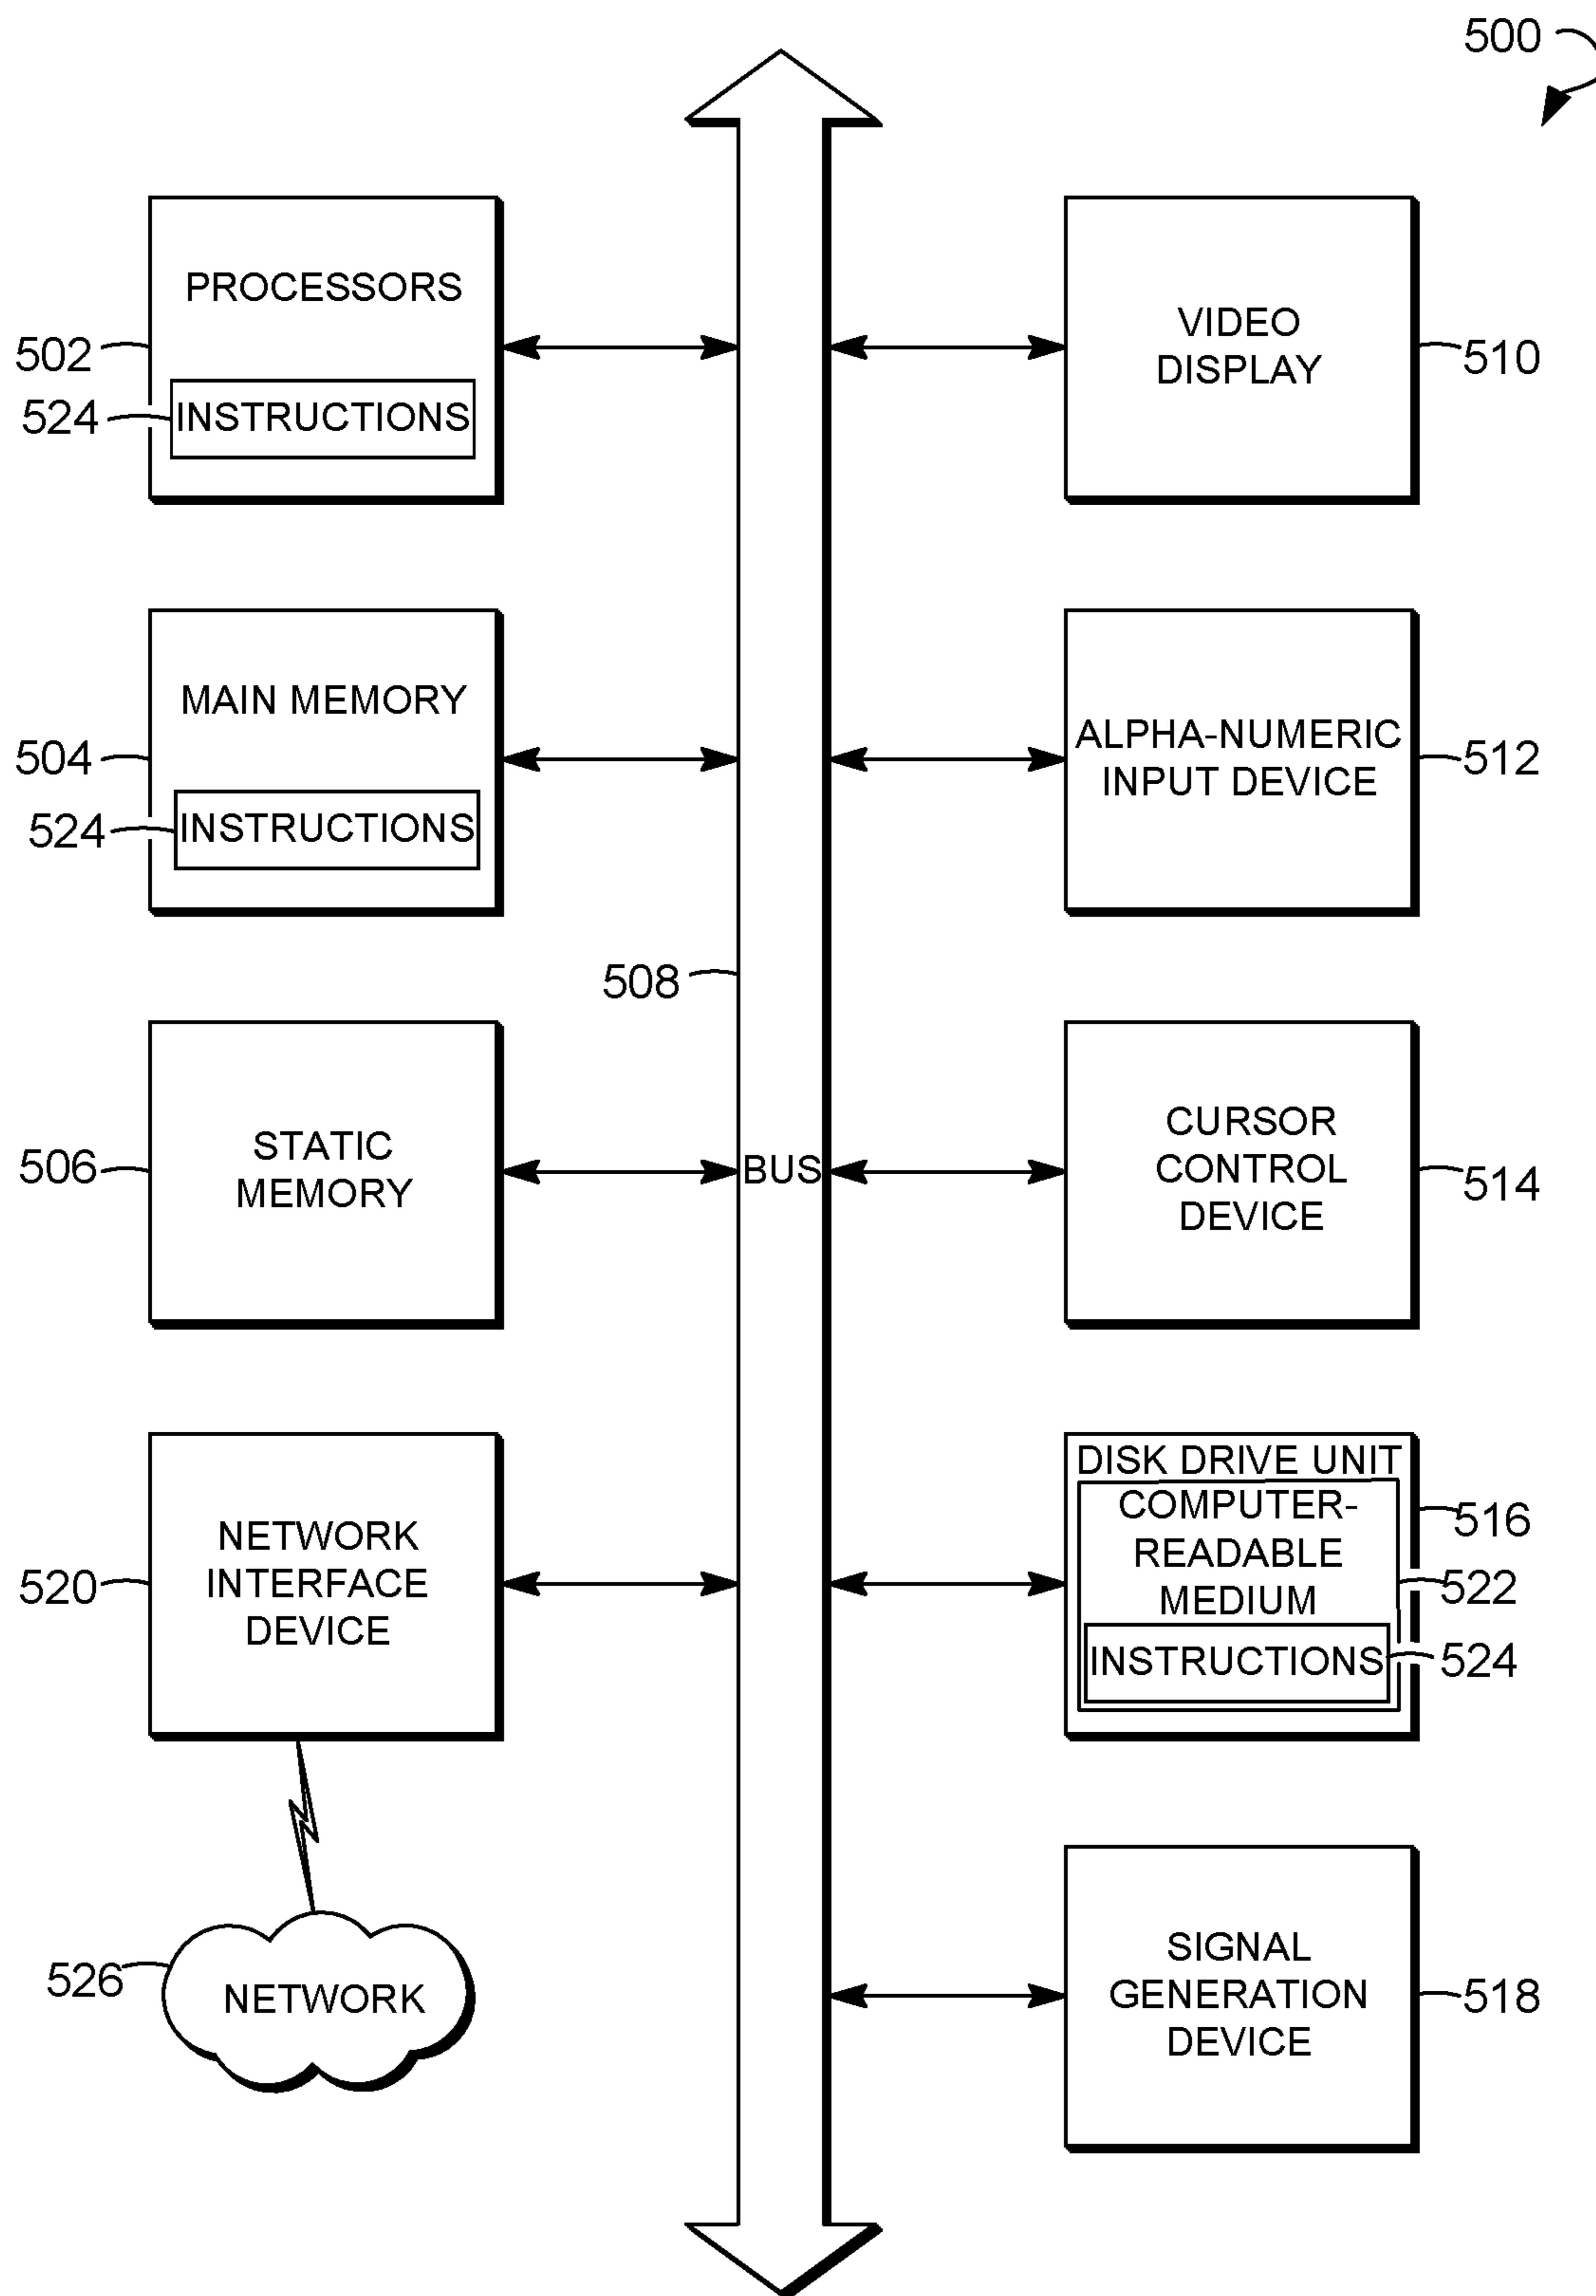 500
PROCESSORS
502
524
INSTRUCTIONS
VIDEO
DISPLAY
510
MAIN MEMORY
504
524
INSTRUCTIONS
ALPHA-NUMERIC
INPUT DEVICE
512
508
STATIC
MEMORY
506
BUS
CURSOR
CONTROL
DEVICE
514
NETWORK
INTERFACE
DEVICE
520
DISK DRIVE UNIT
COMPUTER-
READABLE
MEDIUM
516
522
INSTRUCTIONS
524
526
NETWORK
SIGNAL
GENERATION
DEVICE
518